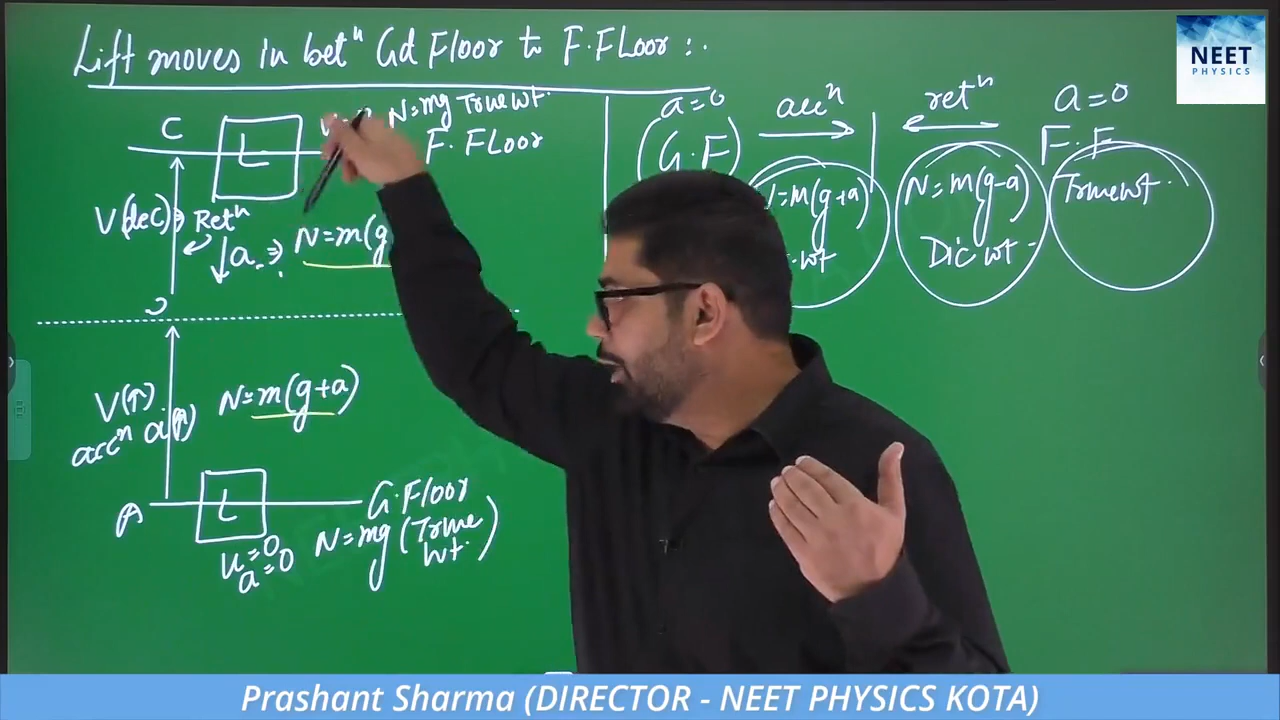 Lift moves in betⁿ Gd Floor to F.Floor :.
N=mg True wt.
C
L
F. Floor
V(dec)
Retⁿ
↓a ⇒
N=m(g
V(↑)
accⁿ a(↑)
N=m(g+a)
A
L
G.Floor
u=0
a=0
N=mg (True wt.)
a=0
(G.F)
accⁿ
retⁿ
a=0
F.F
N=m(g+a)
wt
N=m(g-a)
Dic wt.
True wt.
NEET
PHYSICS
Prashant Sharma (DIRECTOR - NEET PHYSICS KOTA)